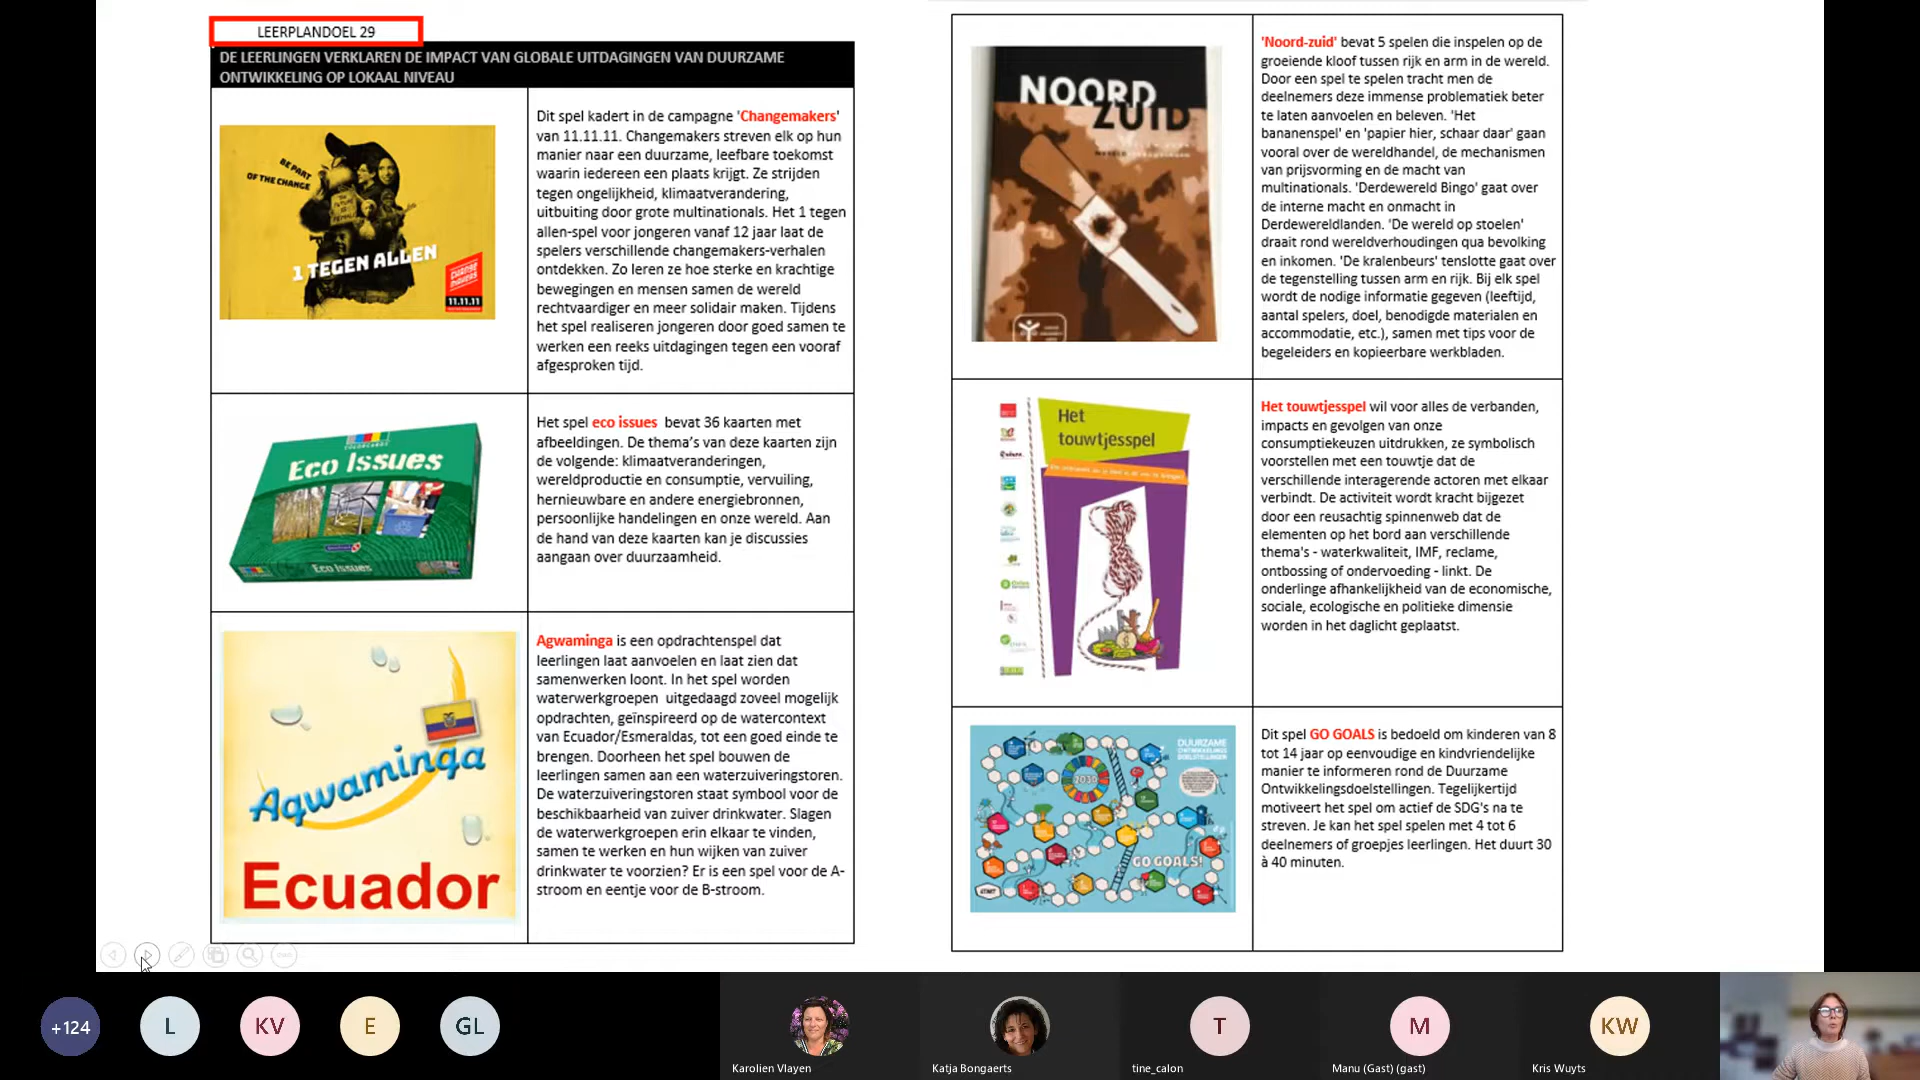 LEERPLANDOEL 29
DE LEERLINGEN VERKLAREN DE IMPACT VAN GLOBALE UITDAGINGEN VAN DUURZAME
ONTWIKKELING OP LOKAAL NIVEAU
BE PART
OF THE CHANGE
1 TEGEN ALLEN
11.11.11
Dit spel kadert in de campagne 'Changemakers'
van 11.11.11. Changemakers streven elk op hun
manier naar een duurzame, leefbare toekomst
waarin iedereen een plaats krijgt. Ze strijden
tegen ongelijkheid, klimaatverandering,
uitbuiting door grote multinationals. Het 1 tegen
allen-spel voor jongeren vanaf 12 jaar laat de
spelers verschillende changemakers-verhalen
ontdekken. Zo leren ze hoe sterke en krachtige
bewegingen en mensen samen de wereld
rechtvaardiger en meer solidair maken. Tijdens
het spel realiseren jongeren door goed samen te
werken een reeks uitdagingen tegen een vooraf
afgesproken tijd.
Eco Issues
Eco Issues
Het spel eco issues bevat 36 kaarten met
afbeeldingen. De thema's van deze kaarten zijn
de volgende: klimaatveranderingen,
wereldproductie en consumptie, vervuiling,
hernieuwbare en andere energiebronnen,
persoonlijke handelingen en onze wereld. Aan
de hand van deze kaarten kan je discussies
aangaan over duurzaamheid.
Agwaminga
Ecuador
Agwaminga is een opdrachtenspel dat
leerlingen laat aanvoelen en laat zien dat
samenwerken loont. In het spel worden
waterwerkgroepen uitgedaagd zoveel mogelijk
opdrachten, geïnspireerd op de watercontext
van Ecuador/Esmeraldas, tot een goed einde te
brengen. Doorheen het spel bouwen de
leerlingen samen aan een waterzuiveringstoren.
De waterzuiveringstoren staat symbool voor de
beschikbaarheid van zuiver drinkwater. Slagen
de waterwerkgroepen erin elkaar te vinden,
samen te werken en hun wijken van zuiver
drinkwater te voorzien? Er is een spel voor de A-
stroom en eentje voor de B-stroom.
NOORD
ZUID
'Noord-zuid' bevat 5 spelen die inspelen op de
groeiende kloof tussen rijk en arm in de wereld.
Door een spel te spelen tracht men de
deelnemers deze immense problematiek beter
te laten aanvoelen en beleven. 'Het
bananenspel' en 'papier hier, schaar daar' gaan
vooral over de wereldhandel, de mechanismen
van prijsvorming en de macht van
multinationals. 'Derdewereld Bingo' gaat over
de interne macht en onmacht in
Derdewereldlanden. 'De wereld op stoelen'
draait rond wereldverhoudingen qua bevolking
en inkomen. 'De kralenbeurs' tenslotte gaat over
de tegenstelling tussen arm en rijk. Bij elk spel
wordt de nodige informatie gegeven (leeftijd,
aantal spelers, doel, benodigde materialen en
accommodatie, etc.), samen met tips voor de
begeleiders en kopieerbare werkbladen.
Het
touwtjesspel
Het touwtjesspel wil voor alles de verbanden,
impacts en gevolgen van onze
consumptiekeuzen uitdrukken, ze symbolisch
voorstellen met een touwtje dat de
verschillende interagerende actoren met elkaar
verbindt. De activiteit wordt kracht bijgezet
door een reusachtig spinnenweb dat de
elementen op het bord aan verschillende
thema's - waterkwaliteit, IMF, reclame,
ontbossing of ondervoeding - linkt. De
onderlinge afhankelijkheid van de economische,
sociale, ecologische en politieke dimensie
worden in het daglicht geplaatst.
DUURZAME
ONTWIKKELINGS
DOELSTELLINGEN
2030
GO GOALS!
START
Dit spel GO GOALS is bedoeld om kinderen van 8
tot 14 jaar op eenvoudige en kindvriendelijke
manier te informeren rond de Duurzame
Ontwikkelingsdoelstellingen. Tegelijkertijd
motiveert het spel om actief de SDG's na te
streven. Je kan het spel spelen met 4 tot 6
deelnemers of groepjes leerlingen. Het duurt 30
à 40 minuten.
+124
L
KV
E
GL
Karolien Vlayen
Katja Bongaerts
T
tine_calon
M
Manu (Gast) (gast)
KW
Kris Wuyts